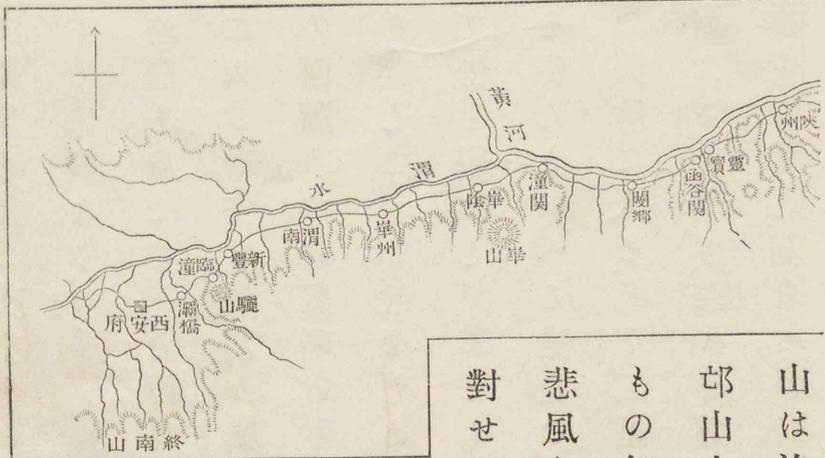 黃河
渭水
陝州
靈寶
函谷関
閿郷
潼関
華陰
華山
華州
渭南
新豐
臨潼
驪山
灞橋
西安府
終南山
山は
邙山
もの
悲風
對せ